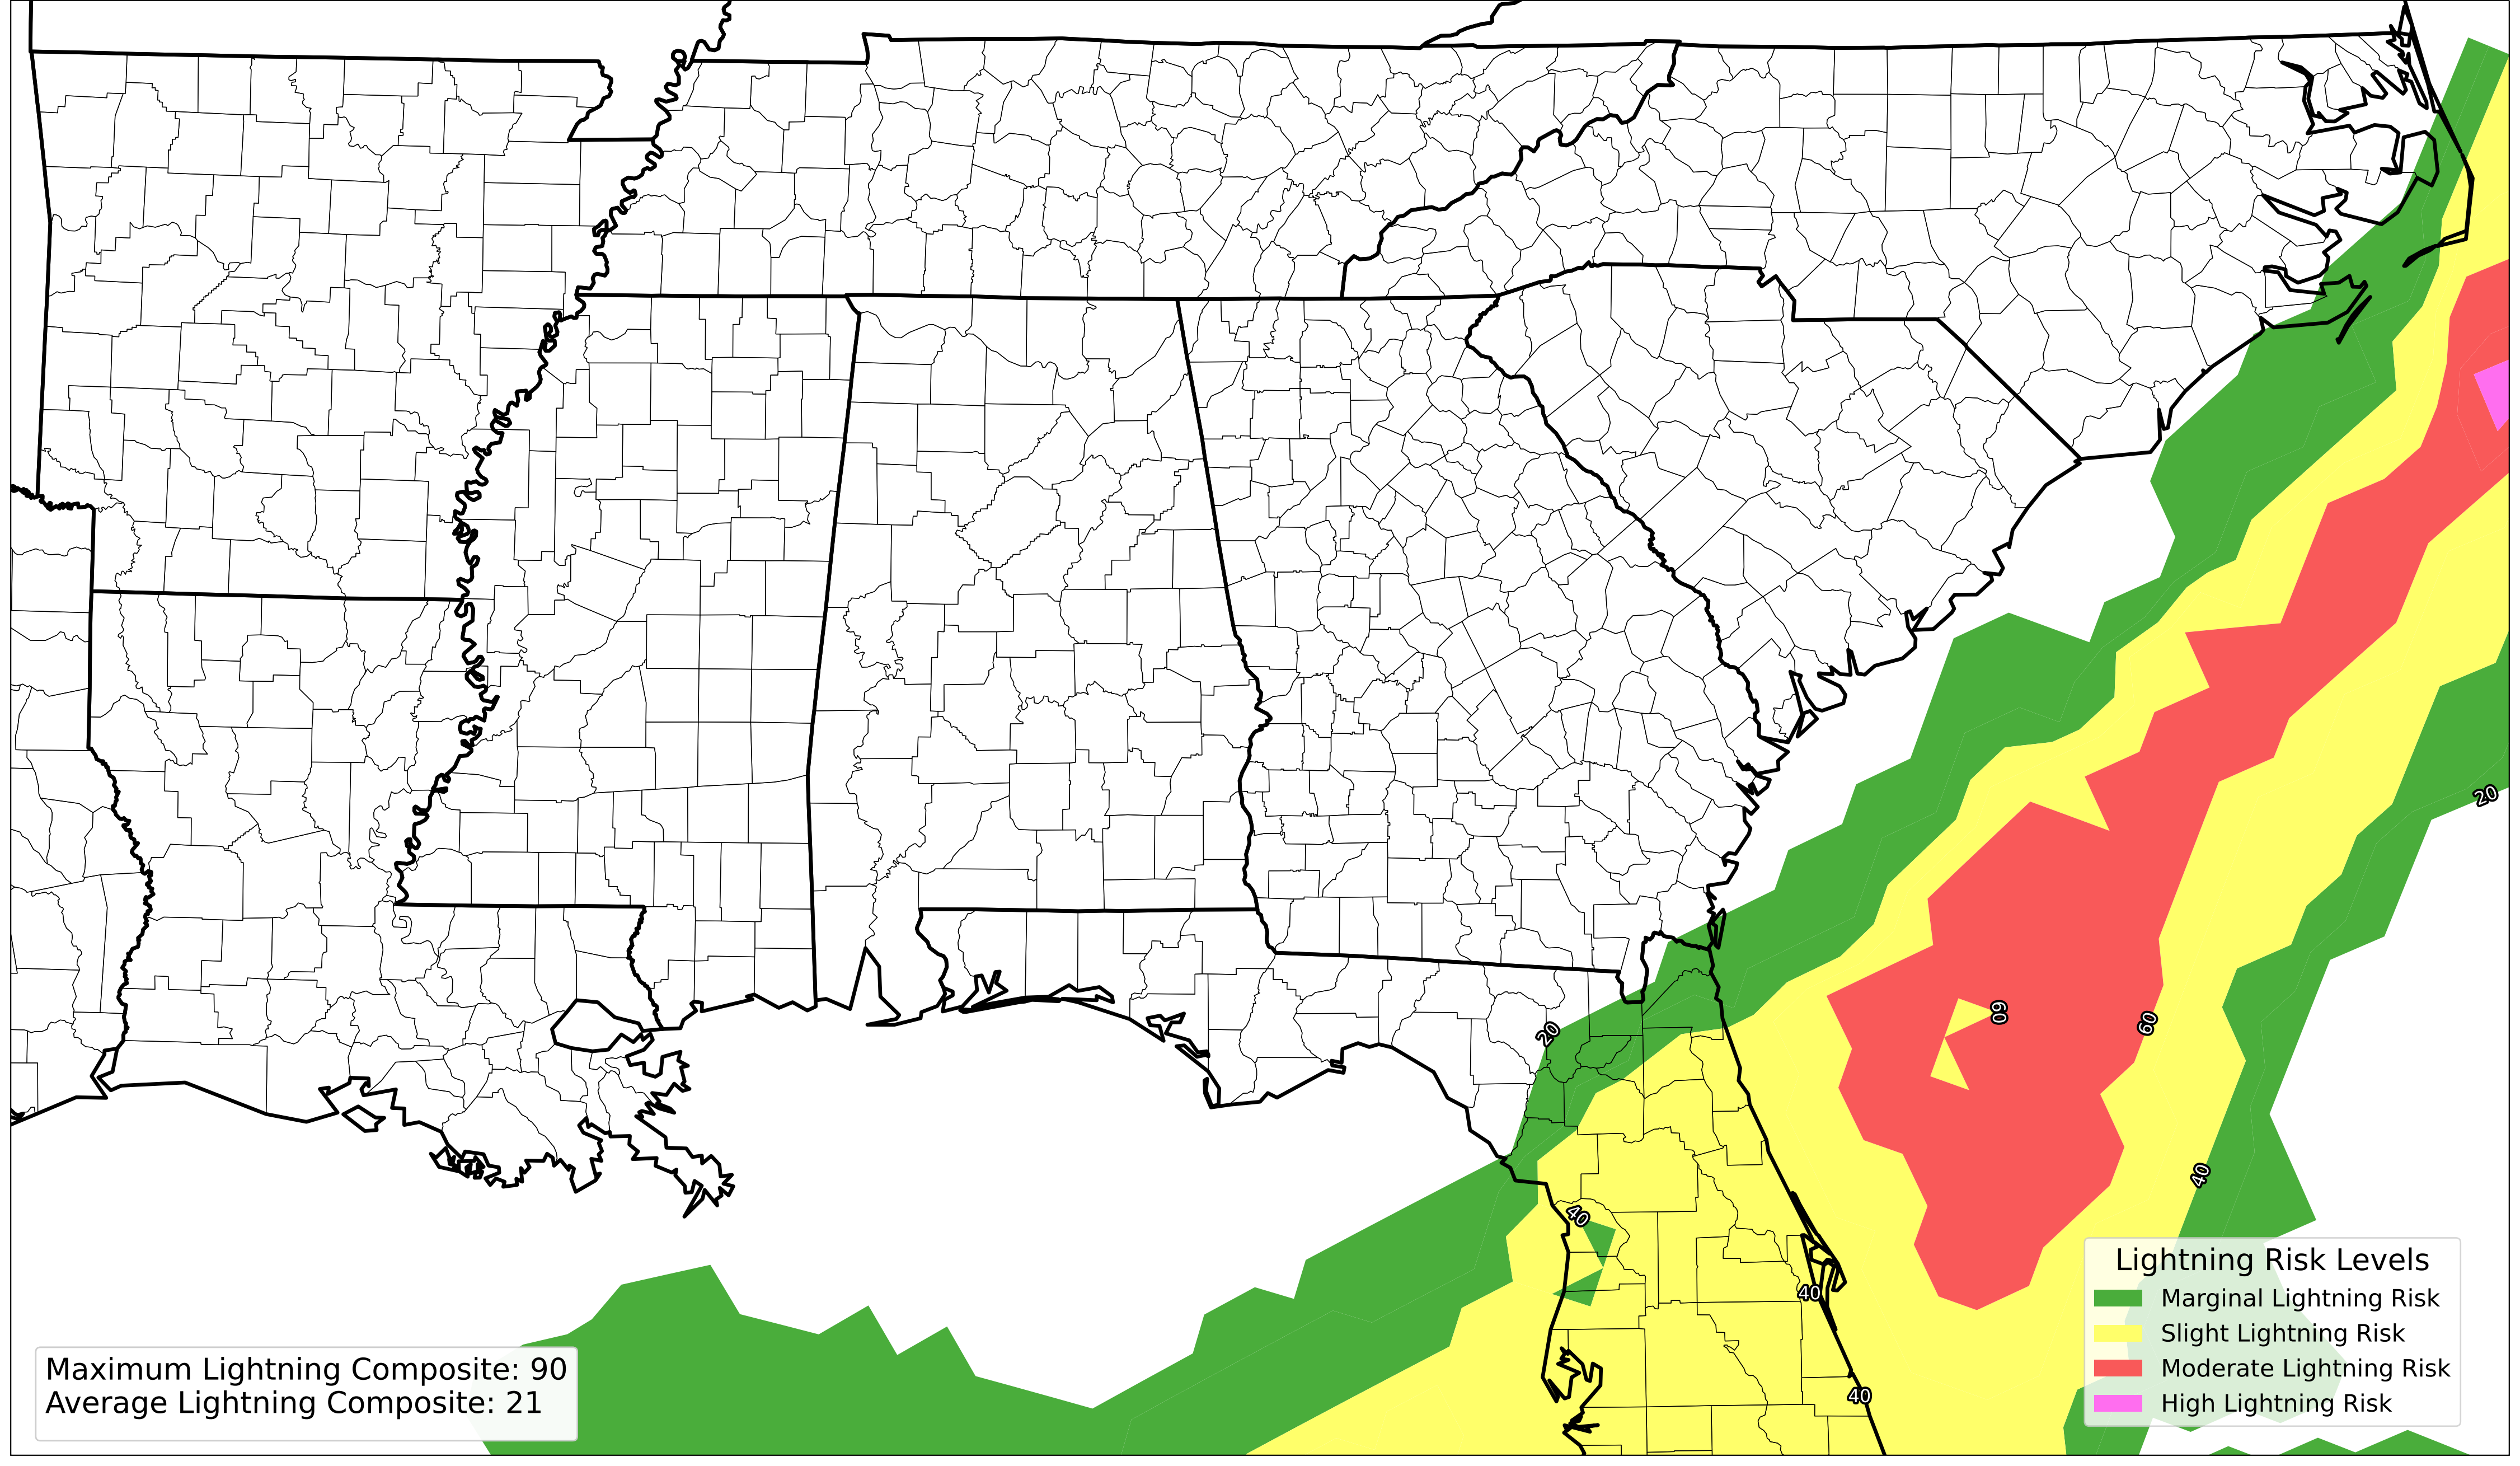 20
20
60
60
40
40
40
40
Lightning Risk Levels
Marginal Lightning Risk
Slight Lightning Risk
Moderate Lightning Risk
High Lightning Risk
Maximum Lightning Composite: 90
Average Lightning Composite: 21